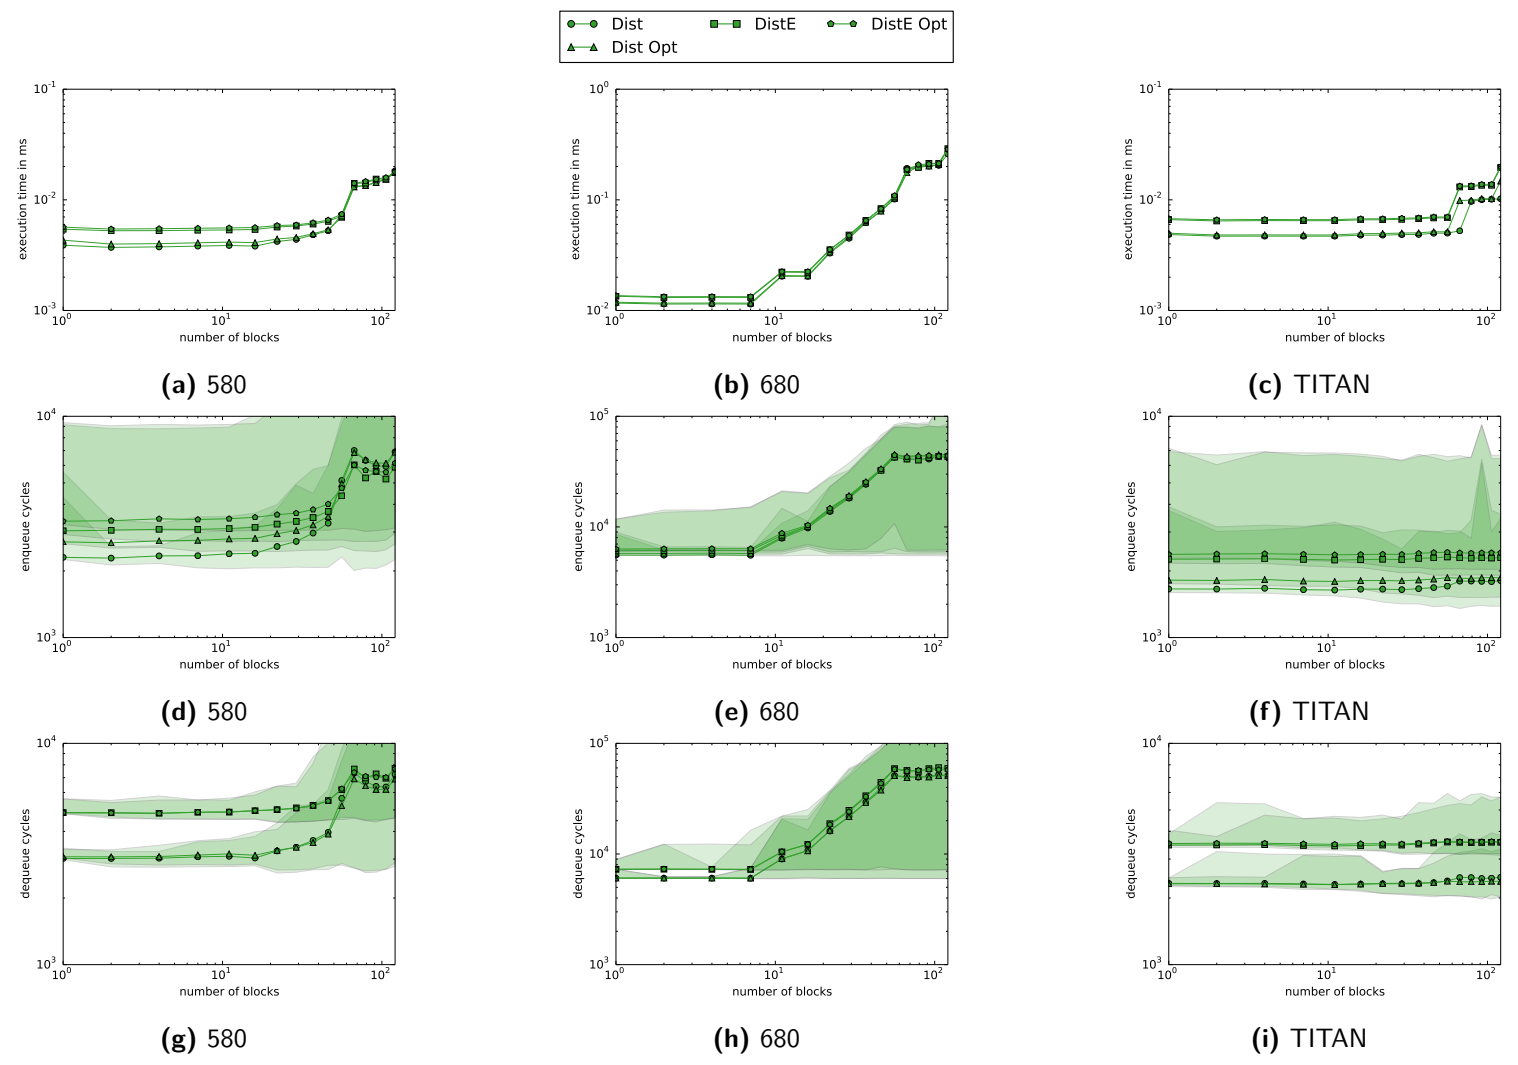 Dist DistE DistE Opt
Dist Opt
10^-1 10^0 10^-1
10^-2 10^-1 10^-2
10^-3 10^-2 10^-3
execution time in ms execution time in ms execution time in ms
10^0 10^1 10^2 10^0 10^1 10^2 10^0 10^1 10^2
number of blocks number of blocks number of blocks
(a) 580 (b) 680 (c) TITAN
10^4 10^5 10^4
10^4
10^3 10^3 10^3
enqueue cycles enqueue cycles enqueue cycles
10^0 10^1 10^2 10^0 10^1 10^2 10^0 10^1 10^2
number of blocks number of blocks number of blocks
(d) 580 (e) 680 (f) TITAN
10^4 10^5 10^4
10^4
10^3 10^3 10^3
dequeue cycles dequeue cycles dequeue cycles
10^0 10^1 10^2 10^0 10^1 10^2 10^0 10^1 10^2
number of blocks number of blocks number of blocks
(g) 580 (h) 680 (i) TITAN